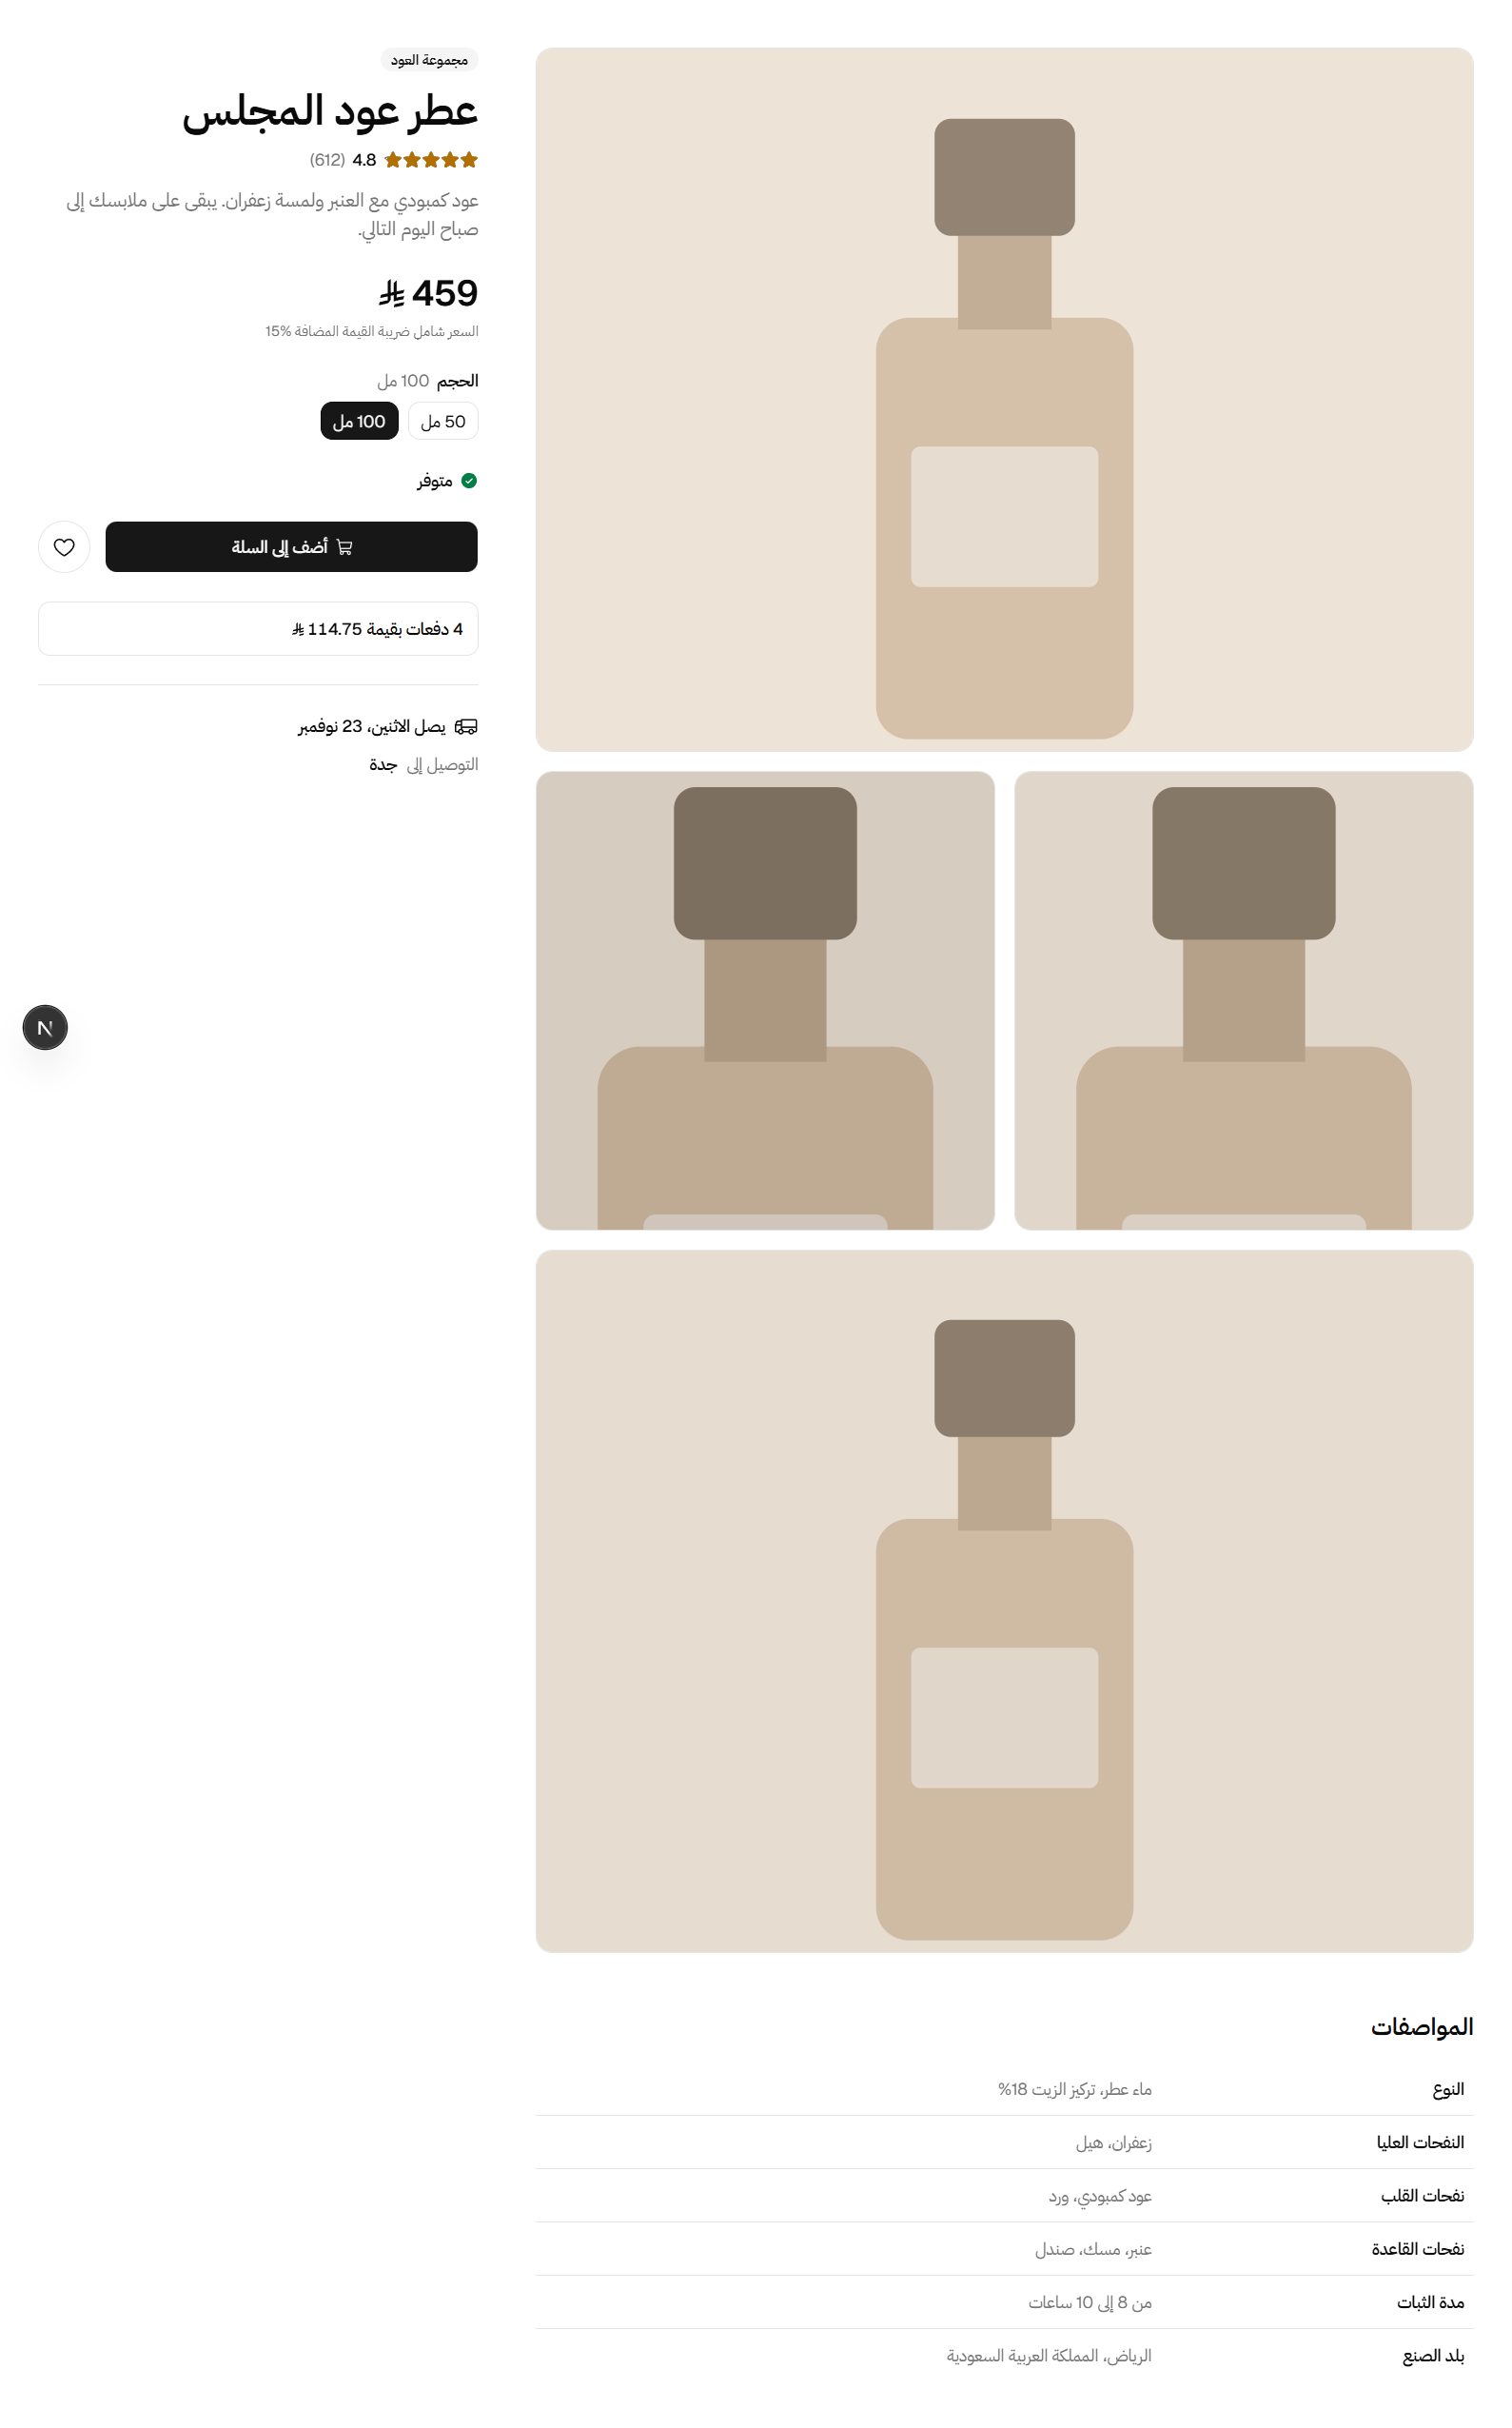 مجموعة العود
عطر عود المجلس
4.8 (612)
عود كمبودي مع العنبر ولمسة زعفران. يبقى على ملابسك إلى
صباح اليوم التالي.
459 ⃁
السعر شامل ضريبة القيمة المضافة 15%
الحجم 100 مل
50 مل
100 مل
متوفر
أضف إلى السلة
4 دفعات بقيمة 114.75 ⃁
يصل الاثنين، 23 نوفمبر
التوصيل إلى جدة
N
المواصفات
النوع ماء عطر، تركيز الزيت 18%
النفحات العليا زعفران، هيل
نفحات القلب عود كمبودي، ورد
نفحات القاعدة عنبر، مسك، صندل
مدة الثبات من 8 إلى 10 ساعات
بلد الصنع الرياض، المملكة العربية السعودية